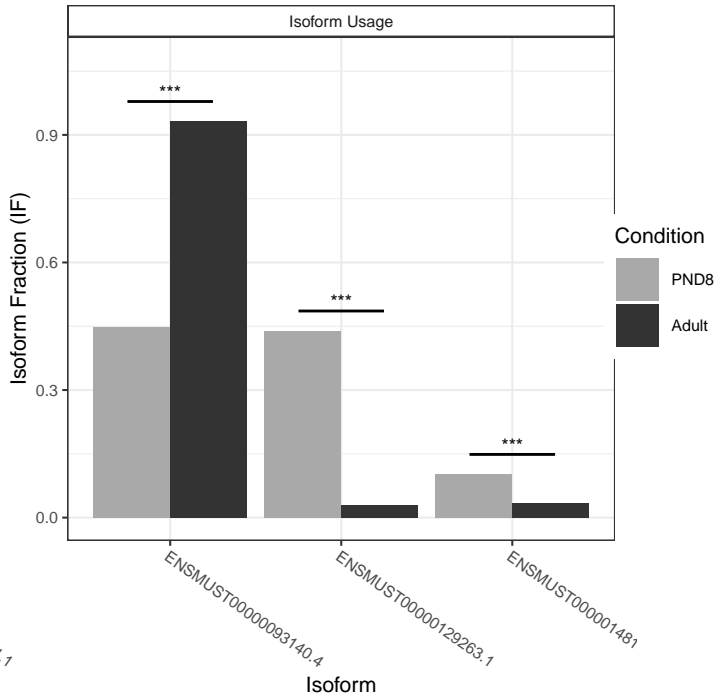 Isoform Usage
***
***
***
0.9
0.6
0.3
0.0
Isoform Fraction (IF)
Condition
PND8
Adult
ENSMUST00000093140.4
ENSMUST00000129263.1
ENSMUST000001481
Isoform